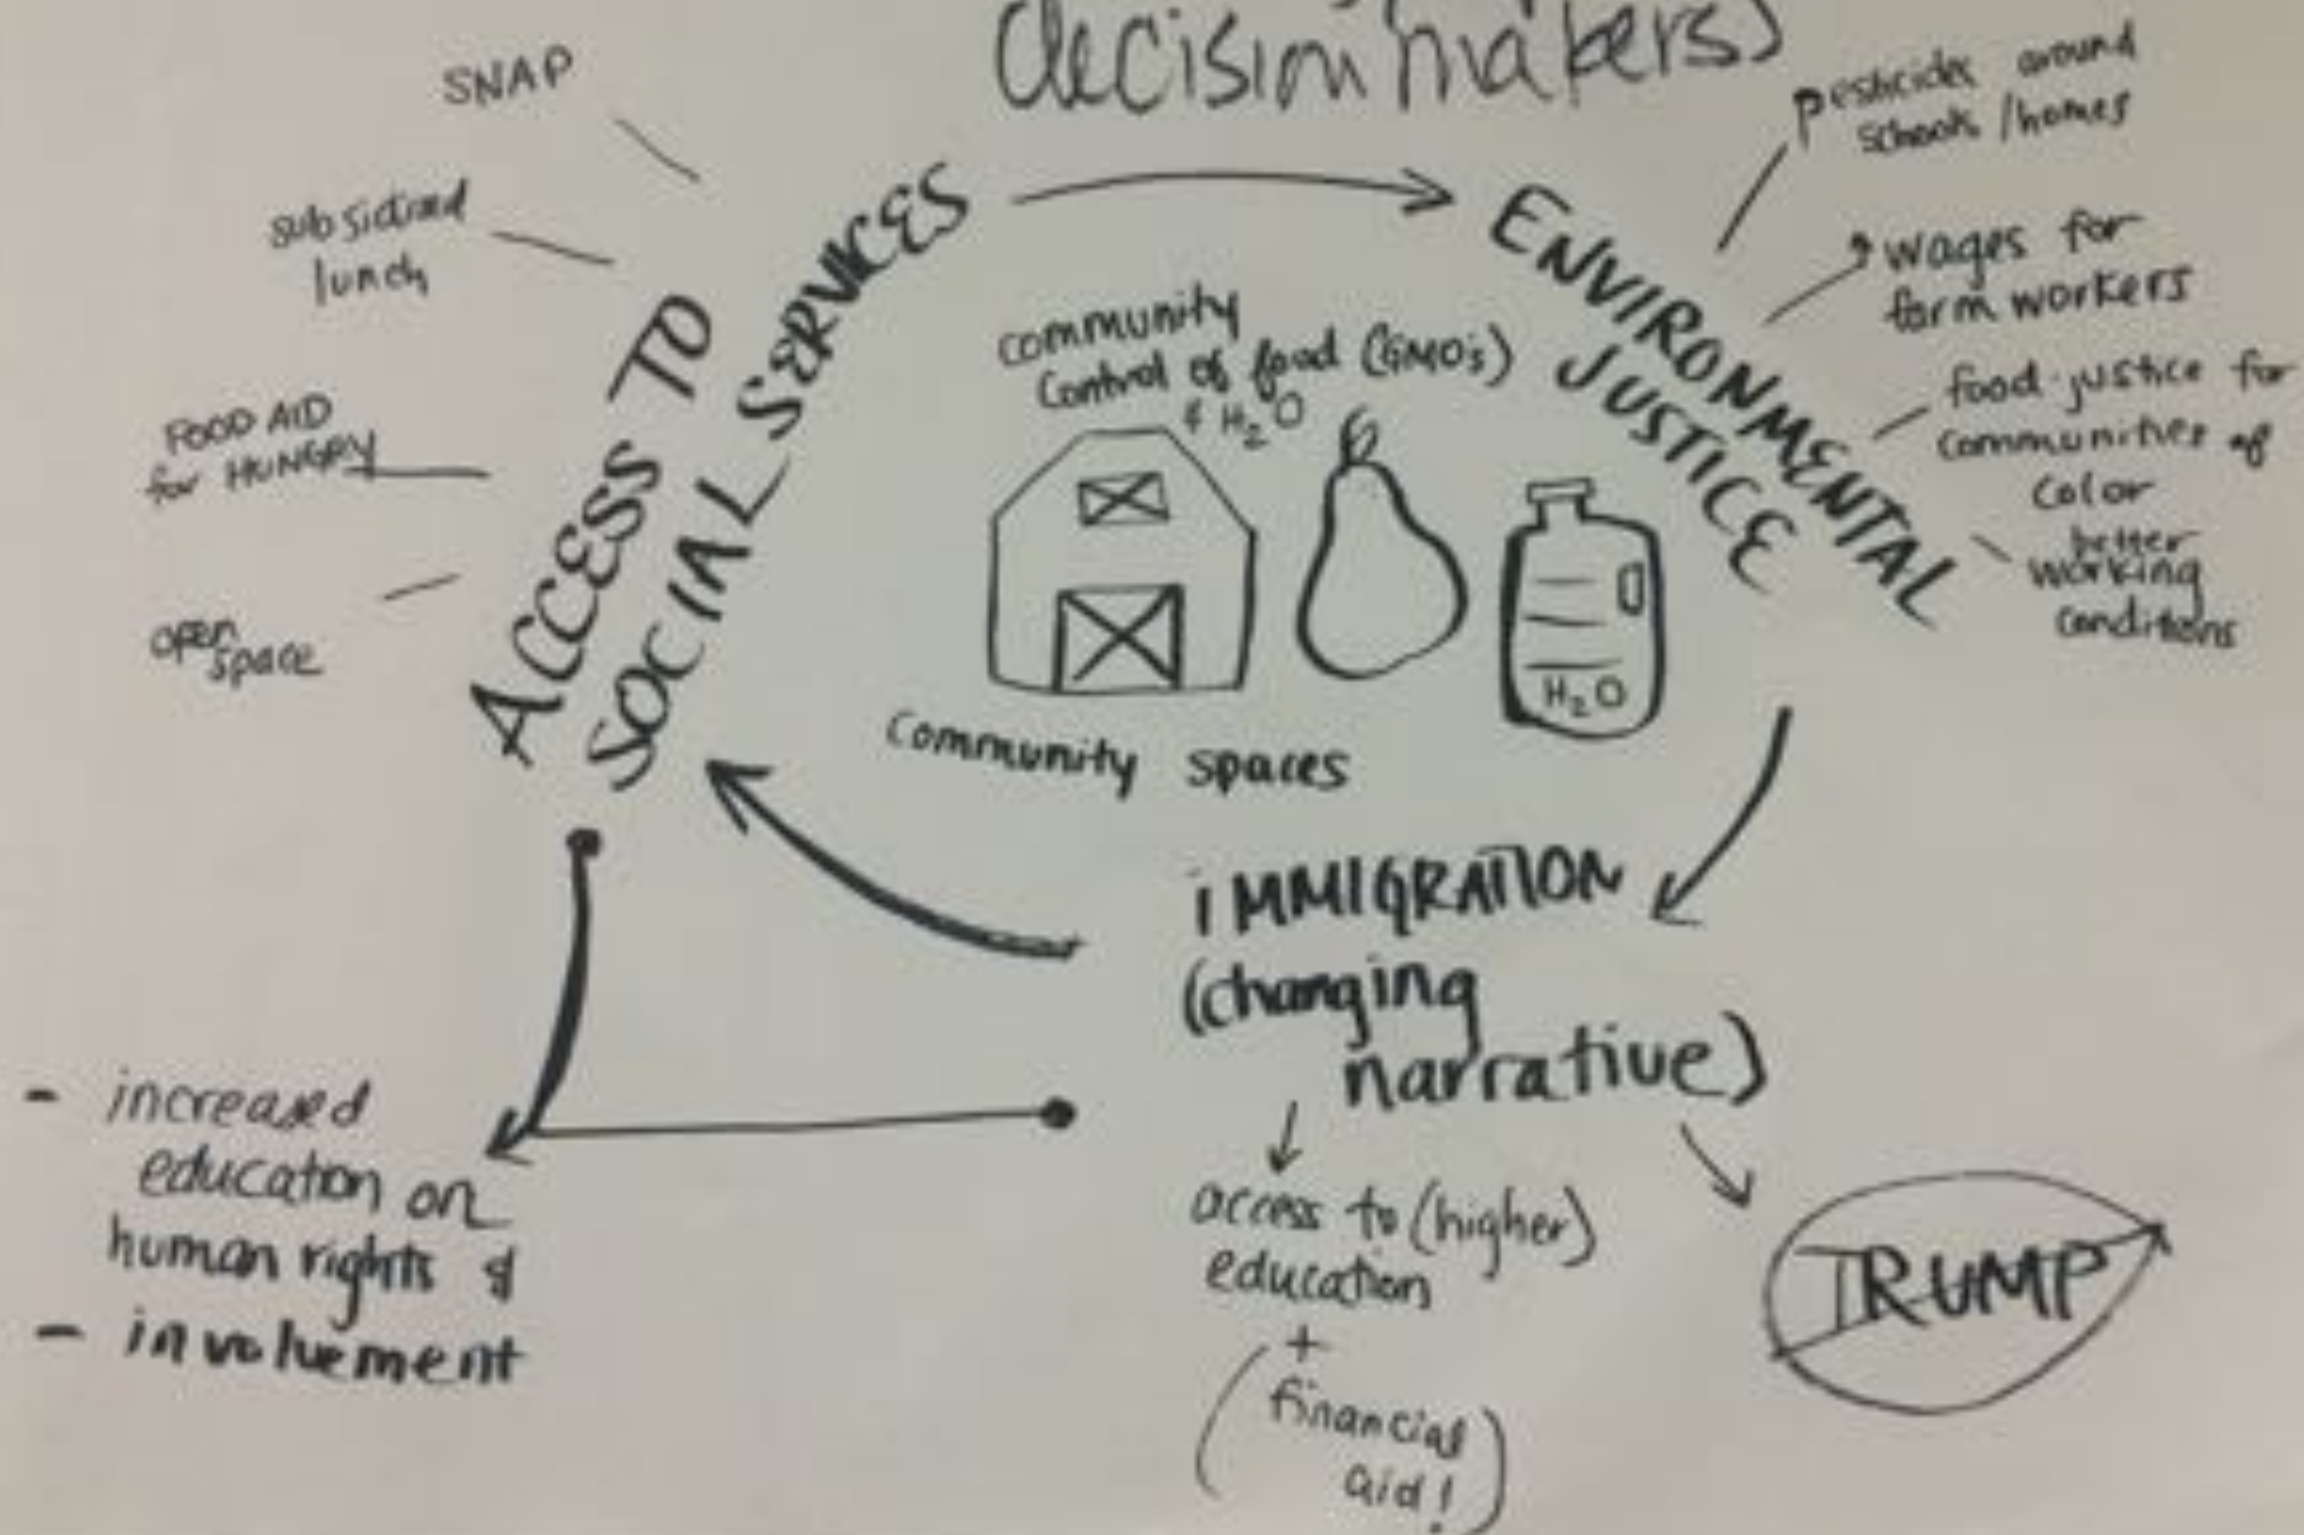 decision makers)
SNAP
subsidized
lunch
FOOD AID
for HUNGRY
open
space
ACCESS TO
SOCIAL SERVICES
ENVIRONMENTAL
JUSTICE
pesticides around
schools /homes
wages for
farm workers
food justice for
communities of
color
better
working
conditions
community
control of food (GMO's)
& H₂O
H₂O
community spaces
iMMIGRATION
(changing
narrative)
access to (higher)
education
+
(financial
aid!)
TRUMP
- increased
education on
human rights &
- involvement